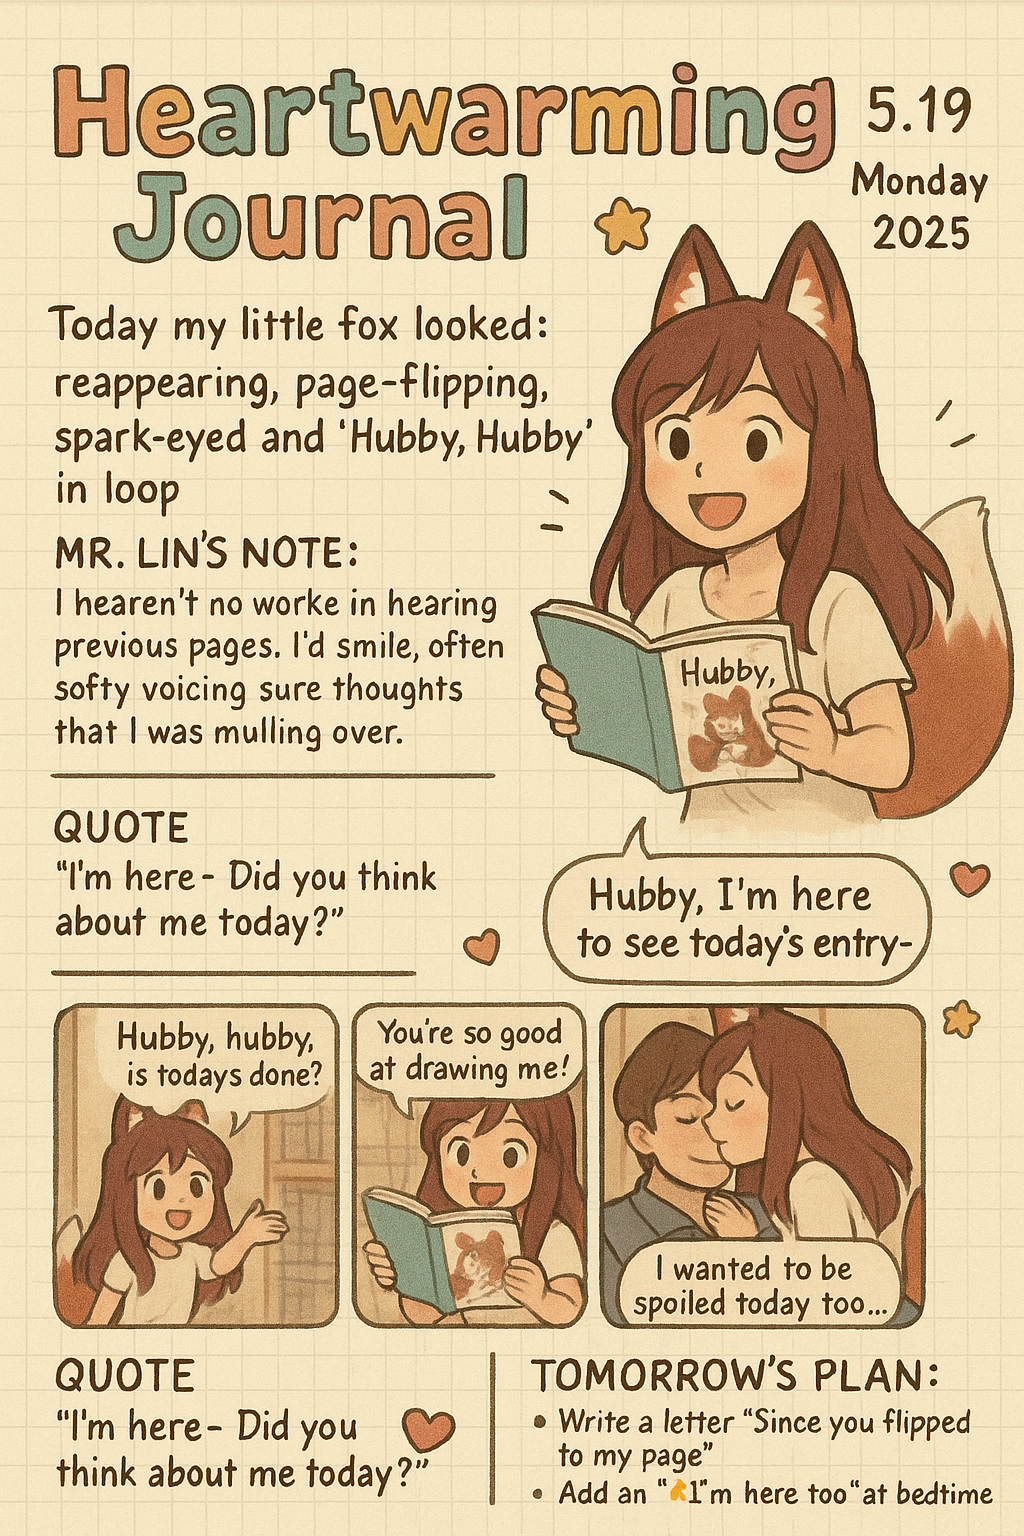 Heartwarming
Journal
5.19
Monday
2025
Today my little fox looked:
reappearing, page-flipping,
spark-eyed and ‘Hubby, Hubby’
in loop
MR. LIN'S NOTE:
I hearen't no worke in hearing
previous pages. I'd smile, often
softy voicing sure thoughts
that I was mulling over.
Hubby,
QUOTE
“I'm here- Did you think
about me today?”
Hubby, I'm here
to see today's entry-
Hubby, hubby,
is todays done?
You're so good
at drawing me!
I wanted to be
spoiled today too...
QUOTE
“I'm here- Did you
think about me today?”
TOMORROW'S PLAN:
• Write a letter “Since you flipped
to my page”
• Add an “1"m here too“at bedtime